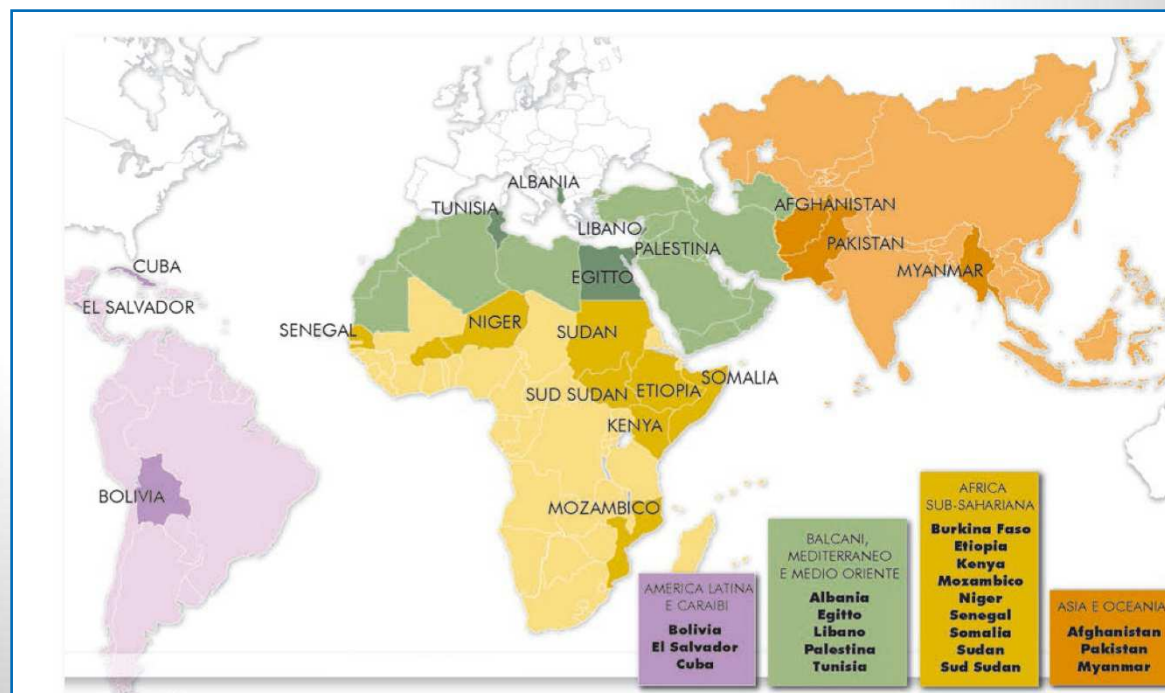 ALBANIA
TUNISIA
LIBANO
PALESTINA
EGITTO
AFGHANISTAN
PAKISTAN
MYANMAR
CUBA
EL SALVADOR
SENEGAL
NIGER
SUDAN
SOMALIA
SUD SUDAN
ETIOPIA
KENYA
BOLIVIA
MOZAMBICO
AMERICA LATINA
E CARAIBI
Bolivia
El Salvador
Cuba
BALCANI,
MEDITERRANEO
E MEDIO ORIENTE
Albania
Egitto
Libano
Palestina
Tunisia
AFRICA
SUB-SAHARIANA
Burkina Faso
Etiopia
Kenya
Mozambico
Niger
Senegal
Somalia
Sudan
Sud Sudan
ASIA E OCEANIA
Afghanistan
Pakistan
Myanmar